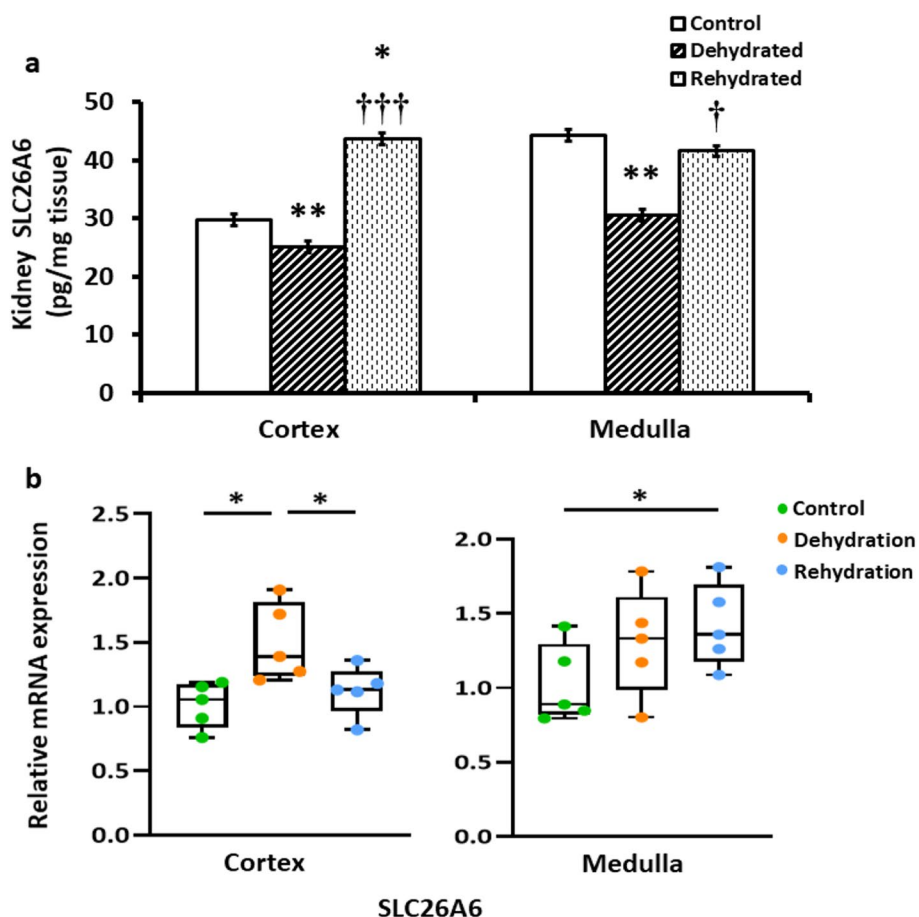 a
Control
Dehydrated
Rehydrated
Kidney SLC26A6
(pg/mg tissue)
50
40
30
20
10
0
**
*
†††
**
†
Cortex
Medulla
b
Relative mRNA expression
2.5
2.0
1.5
1.0
0.5
0.0
*
*
Cortex
2.0
1.5
1.0
0.5
0.0
*
Medulla
Control
Dehydration
Rehydration
SLC26A6